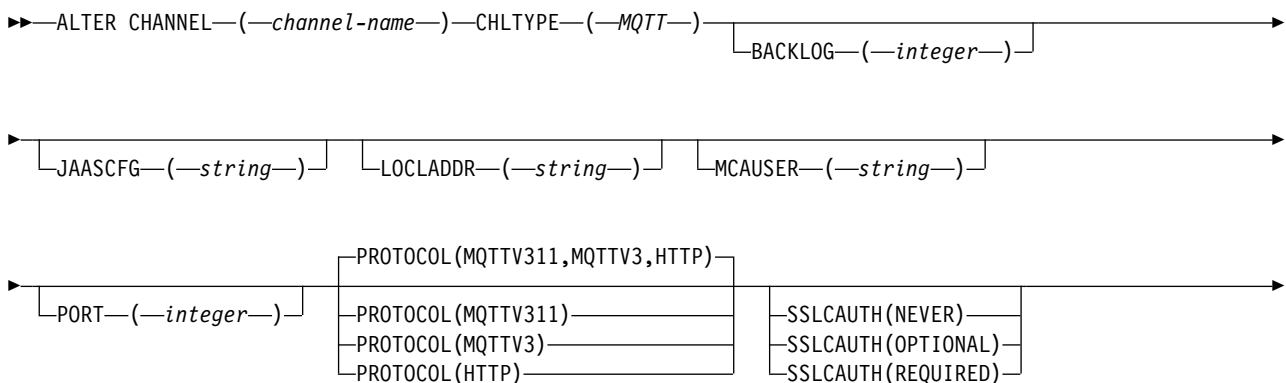 ALTER CHANNEL ( channel-name ) CHLTYPE ( MQTT )
BACKLOG ( integer )
JAASCFG ( string ) LOCLADDR ( string ) MCAUSER ( string )
PROTOCOL(MQTTV311,MQTTV3,HTTP)
PORT ( integer ) PROTOCOL(MQTTV311) SSLCAUTH(NEVER)
PROTOCOL(MQTTV3) SSLCAUTH(OPTIONAL)
PROTOCOL(HTTP) SSLCAUTH(REQUIRED)